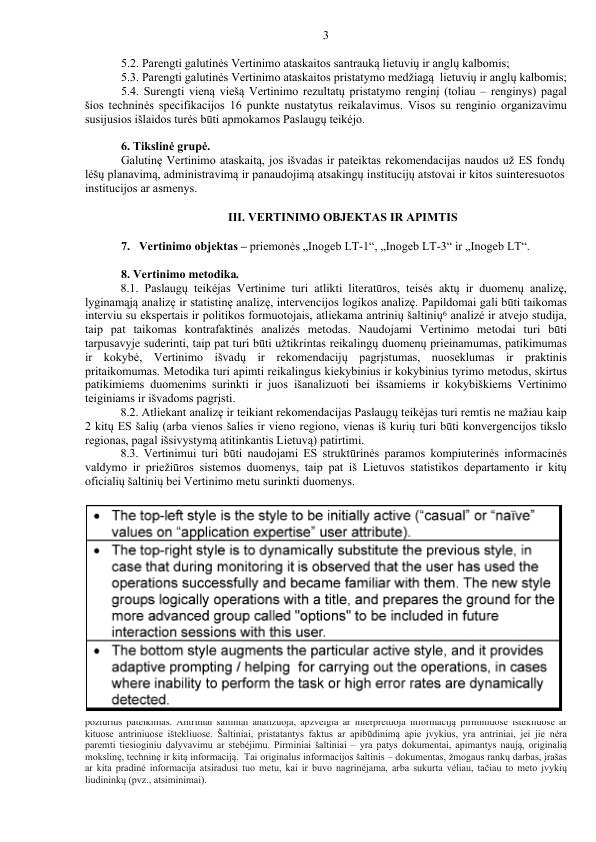 3
5.2. Parengti galutinės Vertinimo ataskaitos santrauką lietuvių ir anglų kalbomis;
5.3. Parengti galutinės Vertinimo ataskaitos pristatymo medžiagą lietuvių ir anglų kalbomis;
5.4. Surengti vieną viešą Vertinimo rezultatų pristatymo renginį (toliau – renginys) pagal
šios techninės specifikacijos 16 punkte nustatytus reikalavimus. Visos su renginio organizavimu
susijusios išlaidos turės būti apmokamos Paslaugų teikėjo.
6. Tikslinė grupė.
Galutinę Vertinimo ataskaitą, jos išvadas ir pateiktas rekomendacijas naudos už ES fondų
lėšų planavimą, administravimą ir panaudojimą atsakingų institucijų atstovai ir kitos suinteresuotos
institucijos ar asmenys.
III. VERTINIMO OBJEKTAS IR APIMTIS
7. Vertinimo objektas – priemonės „Inogeb LT-1“, „Inogeb LT-3“ ir „Inogeb LT“.
8. Vertinimo metodika.
8.1. Paslaugų teikėjas Vertinime turi atlikti literatūros, teisės aktų ir duomenų analizę,
lyginamąją analizę ir statistinę analizę, intervencijos logikos analizę. Papildomai gali būti taikomas
interviu su ekspertais ir politikos formuotojais, atliekama antrinių šaltinių⁶ analizė ir atvejo studija,
taip pat taikomas kontrafaktinės analizės metodas. Naudojami Vertinimo metodai turi būti
tarpusavyje suderinti, taip pat turi būti užtikrintas reikalingų duomenų prieinamumas, patikimumas
ir kokybė, Vertinimo išvadų ir rekomendacijų pagrįstumas, nuoseklumas ir praktinis
pritaikomumas. Metodika turi apimti reikalingus kiekybinius ir kokybinius tyrimo metodus, skirtus
patikimiems duomenims surinkti ir juos išanalizuoti bei išsamiems ir kokybiškiems Vertinimo
teiginiams ir išvadoms pagrįsti.
8.2. Atliekant analizę ir teikiant rekomendacijas Paslaugų teikėjas turi remtis ne mažiau kaip
2 kitų ES šalių (arba vienos šalies ir vieno regiono, vienas iš kurių turi būti konvergencijos tikslo
regionas, pagal išsivystymą atitinkantis Lietuvą) patirtimi.
8.3. Vertinimui turi būti naudojami ES struktūrinės paramos kompiuterinės informacinės
valdymo ir priežiūros sistemos duomenys, taip pat iš Lietuvos statistikos departamento ir kitų
oficialių šaltinių bei Vertinimo metu surinkti duomenys.
• The top-left style is the style to be initially active (“casual” or “naïve”
values on “application expertise” user attribute).
• The top-right style is to dynamically substitute the previous style, in
case that during monitoring it is observed that the user has used the
operations successfully and became familiar with them. The new style
groups logically operations with a title, and prepares the ground for the
more advanced group called "options" to be included in future
interaction sessions with this user.
• The bottom style augments the particular active style, and it provides
adaptive prompting / helping for carrying out the operations, in cases
where inability to perform the task or high error rates are dynamically
detected.
požiūrius pateikimas. Antriniai šaltiniai analizuoja, apžvelgia ar interpretuoja informaciją pirminiuose ištekliuose ar
kituose antriniuose ištekliuose. Šaltiniai, pristatantys faktus ar apibūdinimą apie įvykius, yra antriniai, jei jie nėra
paremti tiesioginiu dalyvavimu ar stebėjimu. Pirminiai šaltiniai – yra patys dokumentai, apimantys naują, originalią
mokslinę, techninę ir kitą informaciją. Tai originalus informacijos šaltinis – dokumentas, žmogaus rankų darbas, įrašas
ar kita pradinė informacija atsiradusi tuo metu, kai ir buvo nagrinėjama, arba sukurta vėliau, tačiau to meto įvykių
liudininkų (pvz., atsiminimai).